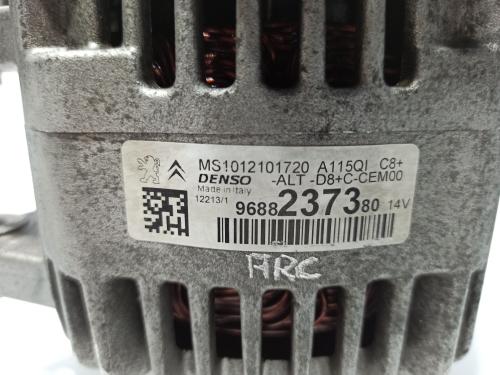 MS1012101720 A115QI C8+
DENSO -ALT -D8+C-CEM00
Made in Italy
12213/1
9688237380 14V
ARC